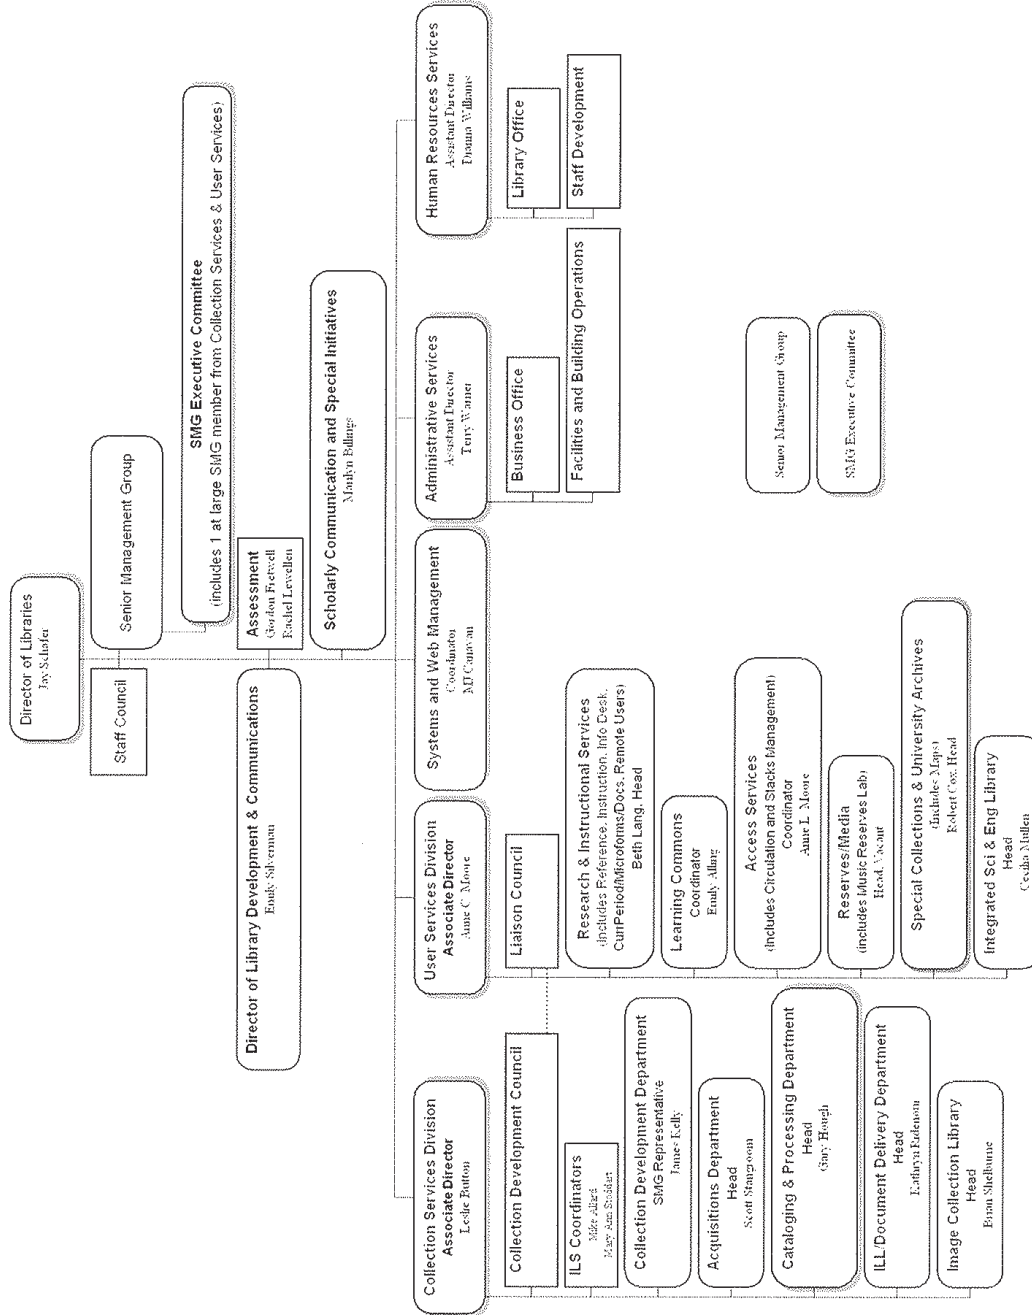 Director of Libraries
Jay Schafer
Staff Council
Senior Management Group
SMG Executive Committee
(includes 1 at large SMG member from Collection Services & User Services)
Director of Library Development & Communications
Emily Silverman
Assessment
Gordon Fretwell
Rachel Lewellen
Scholarly Communication and Special Initiatives
Marilyn Billings
Collection Services Division
Associate Director
Leslie Button
User Services Division
Associate Director
Anne C. Moore
Systems and Web Management
Coordinator
MJ Canavan
Administrative Services
Assistant Director
Terry Warner
Human Resources Services
Assistant Director
Dianna Williams
Collection Development Council
ILS Coordinators
Mike Allard
Mary Ann Stoddart
Collection Development Department
SMG Representative
James Kelly
Acquisitions Department
Head
Scott Stangroom
Cataloging & Processing Department
Head
Gary Hough
ILL/Document Delivery Department
Head
Kathryn Ridenour
Image Collection Library
Head
Brian Shelburne
Liaison Council
Research & Instructional Services
(Includes Reference, Instruction, Info Desk,
CurrPeriod/Microforms/Docs, Remote Users)
Beth Lang, Head
Learning Commons
Coordinator
Emily Alling
Access Services
(Includes Circulation and Stacks Management)
Coordinator
Anne L. Moore
Reserves/Media
(includes Music Reserves Lab)
Head, Vacant
Special Collections & University Archives
(Includes Maps)
Robert Cox, Head
Integrated Sci & Eng Library
Head
Cecilia Mullen
Business Office
Facilities and Building Operations
Library Office
Staff Development
Senior Management Group
SMG Executive Committee